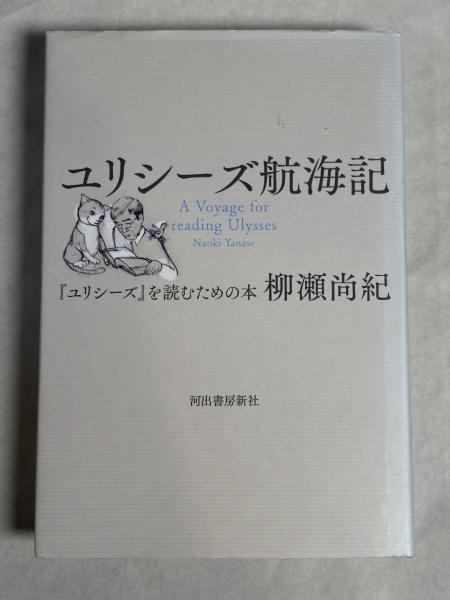 ユリシーズ航海記
A Voyage for
reading Ulysses
Naoki Yanase
『ユリシーズ』を読むための本 柳瀬尚紀
河出書房新社